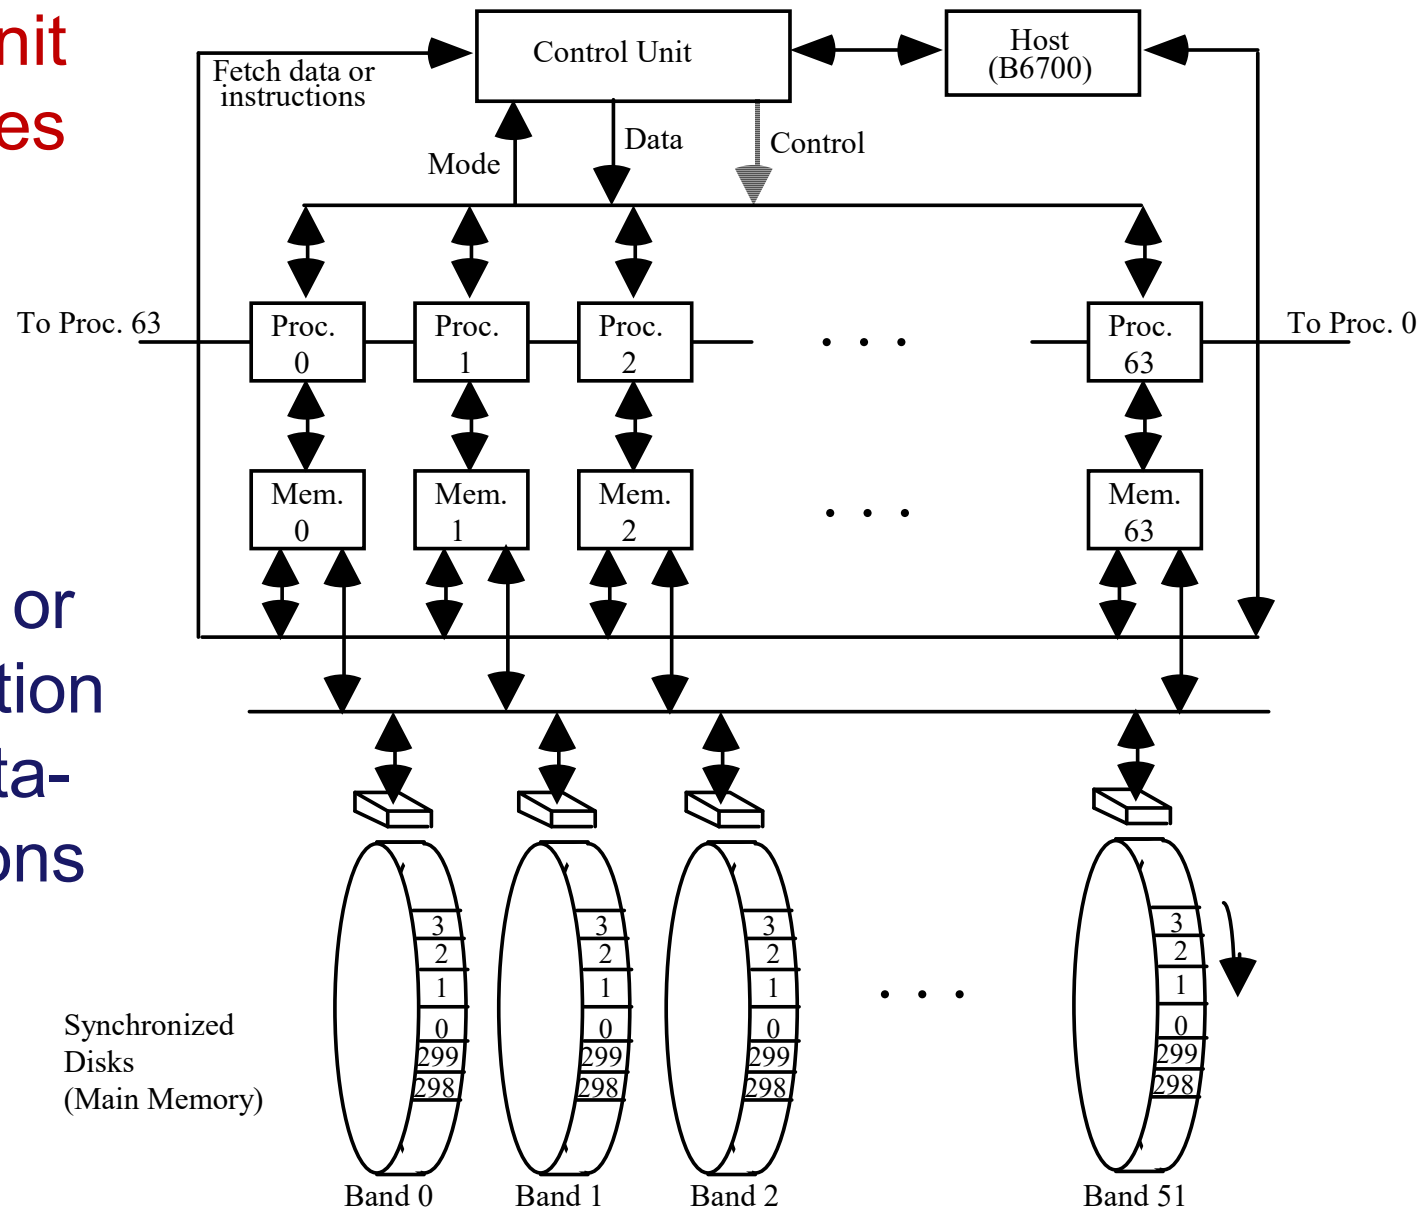 nit
es
or
tion
ta-
ons
Control Unit
Host
(B6700)
Fetch data or
instructions
Mode
Data
Control
To Proc. 63
Proc.
0
Proc.
1
Proc.
2
. . .
Proc.
63
To Proc. 0
Mem.
0
Mem.
1
Mem.
2
. . .
Mem.
63
3
2
1
0
299
298
3
2
1
0
299
298
3
2
1
0
299
298
. . .
3
2
1
0
299
298
Synchronized
Disks
(Main Memory)
Band 0
Band 1
Band 2
Band 51